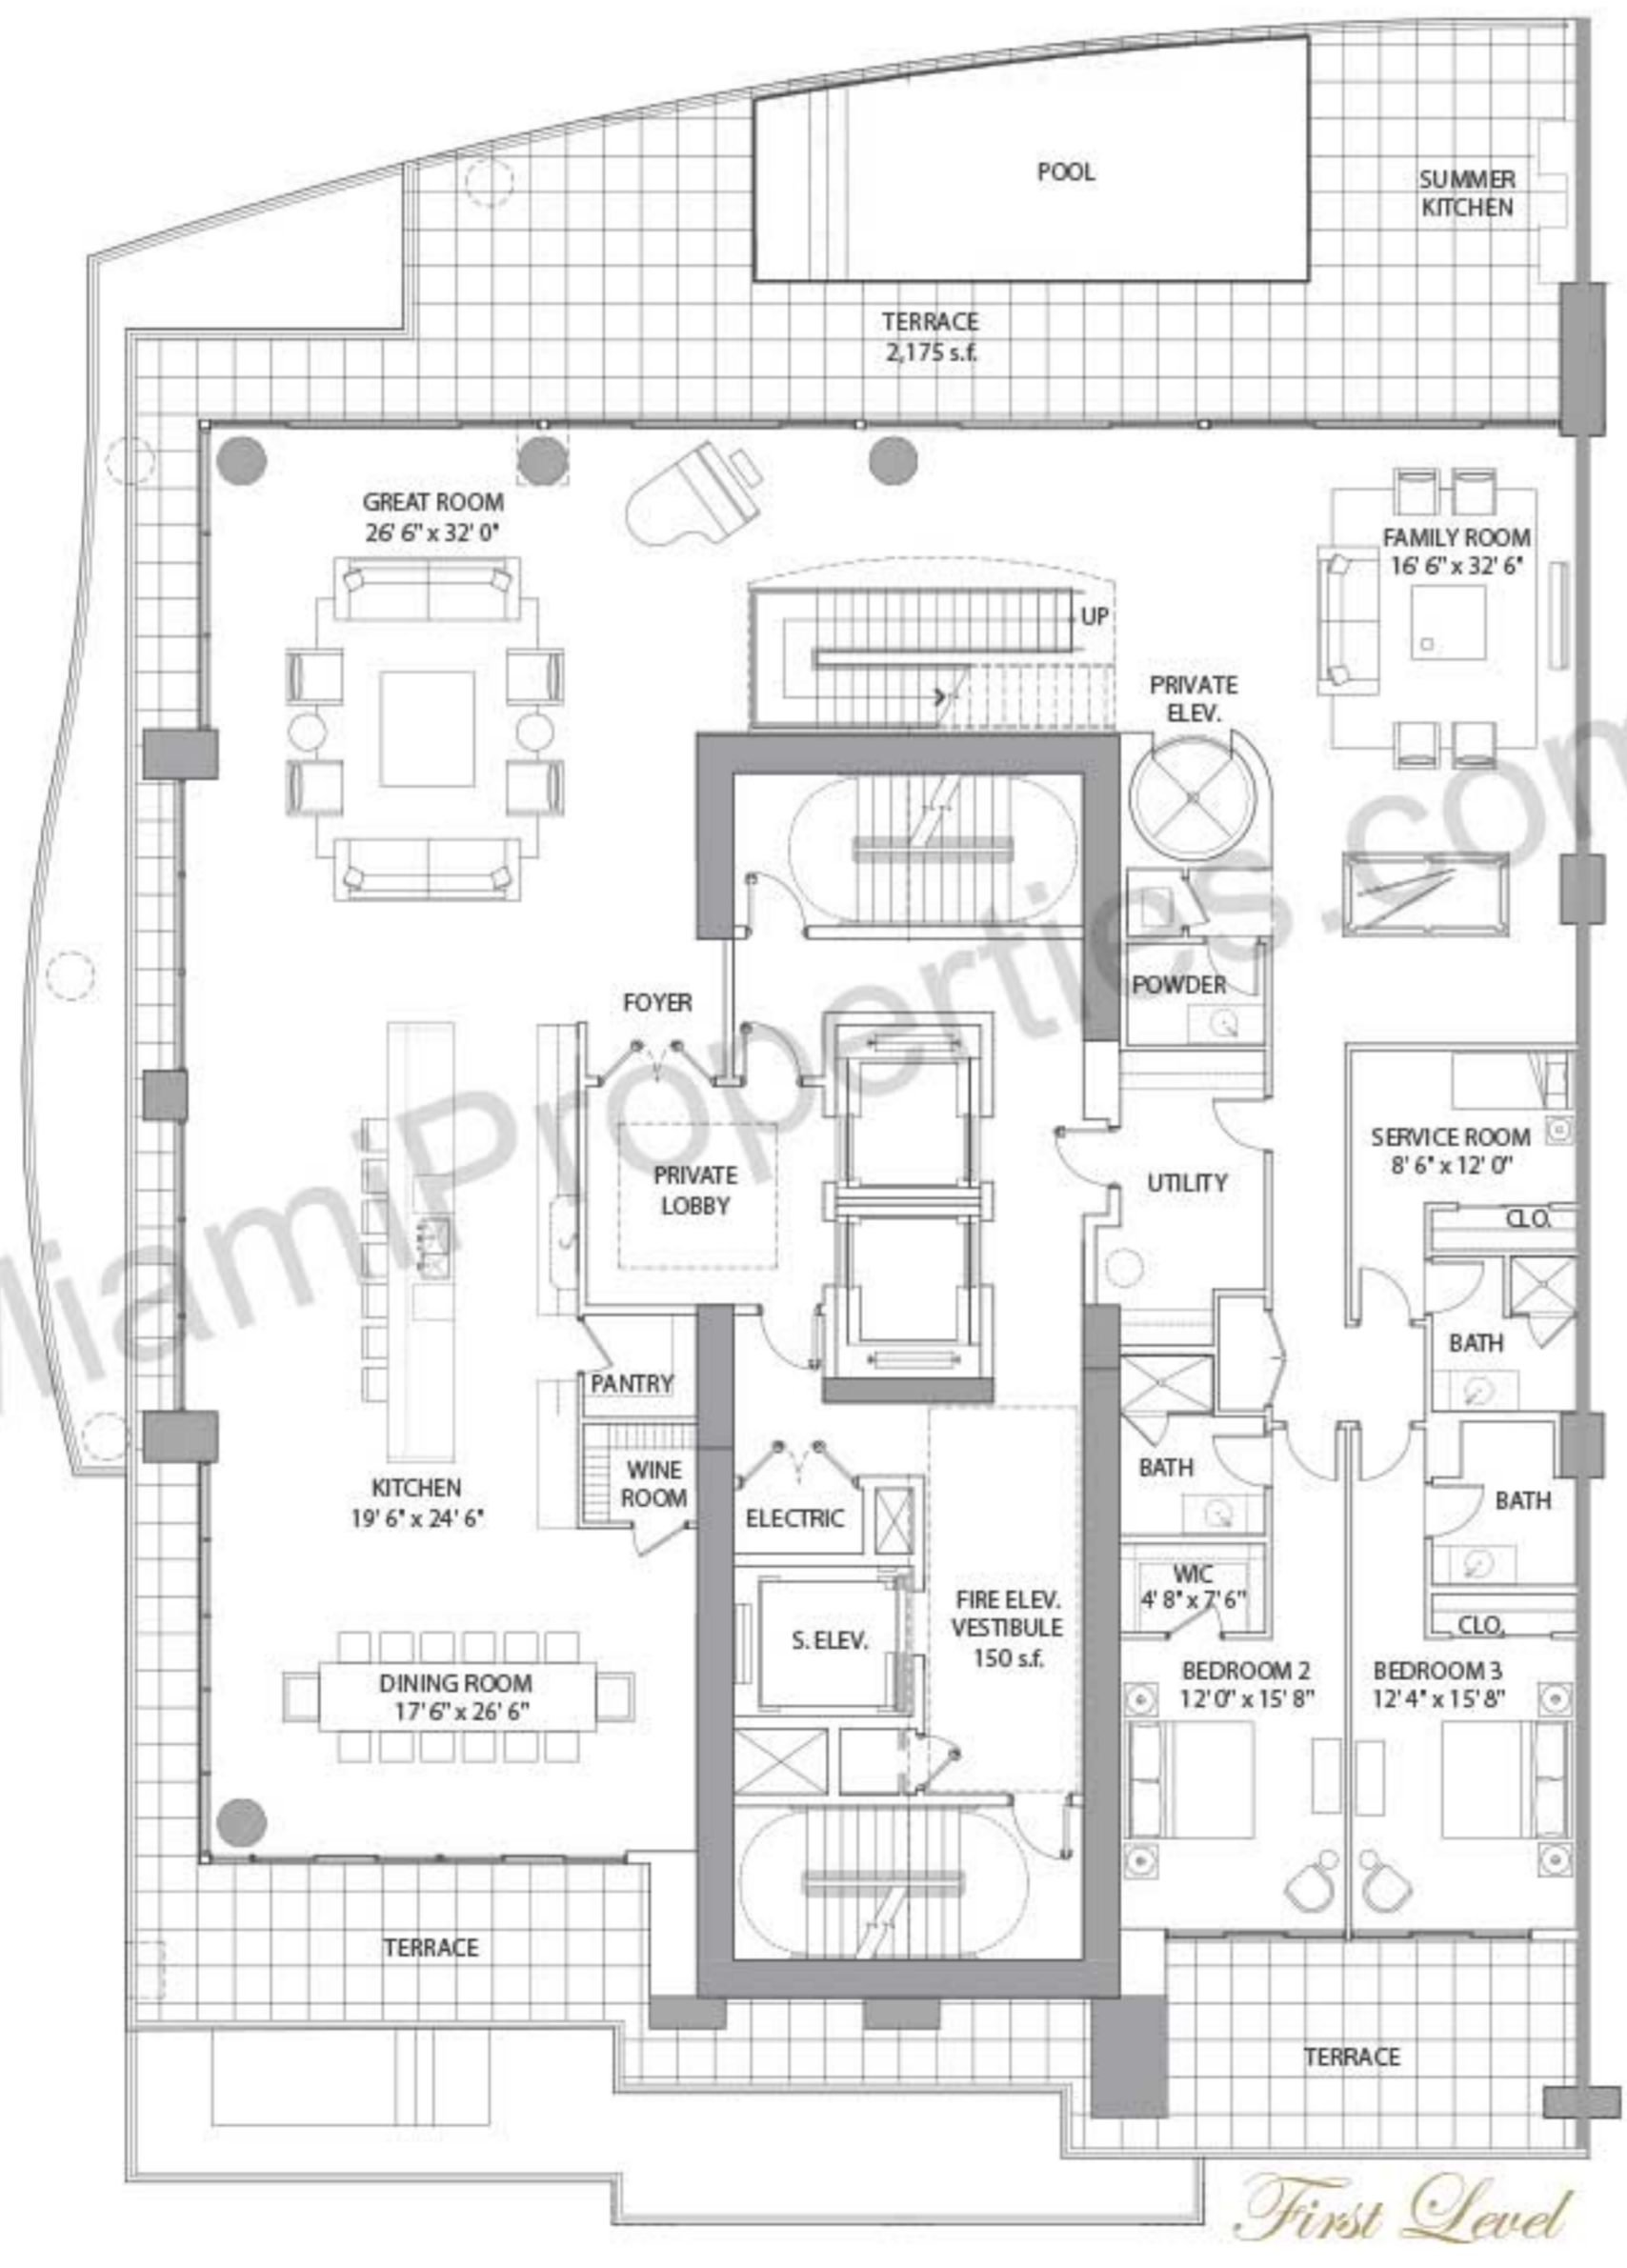 POOL
SUMMER
KITCHEN
TERRACE
2,175 s.f.
GREAT ROOM
26' 6" x 32' 0"
FAMILY ROOM
16' 6" x 32' 6"
UP
PRIVATE
ELEV.
MiamiProperties.com
POWDER
FOYER
PRIVATE
LOBBY
UTILITY
SERVICE ROOM
8' 6" x 12' 0"
CLO.
BATH
PANTRY
WINE
ROOM
KITCHEN
19' 6" x 24' 6"
ELECTRIC
BATH
BATH
WIC
4' 8" x 7' 6"
FIRE ELEV.
VESTIBULE
150 s.f.
S. ELEV.
CLO.
DINING ROOM
17' 6" x 26' 6"
BEDROOM 2
12' 0" x 15' 8"
BEDROOM 3
12' 4" x 15' 8"
TERRACE
TERRACE
First Level